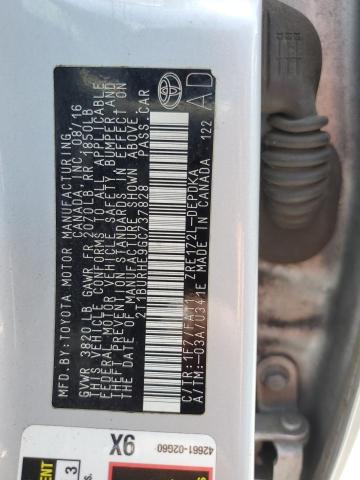 MFD.BY:TOYOTA MOTOR MANUFACTURING
CANADA,INC. 08/16
GVWR 3820 LB GAWR FR 2070LB RR 1850LB
THIS VEHICLE CONFORMS TO ALL APPLICABLE
FEDERAL MOTOR VEHICLE SAFETY, BUMPER, AND
THEFT PREVENTION STANDARDS IN EFFECT ON
THE DATE OF MANUFACTURE SHOWN ABOVE.
PASS.CAR
C/TR:1F7/FA11 ZRE172L-DEPDKA
A/TM:-03A/U341E MADE IN CANADA 122
TOYOTA
AD
42661-02G60
9X
3
s.